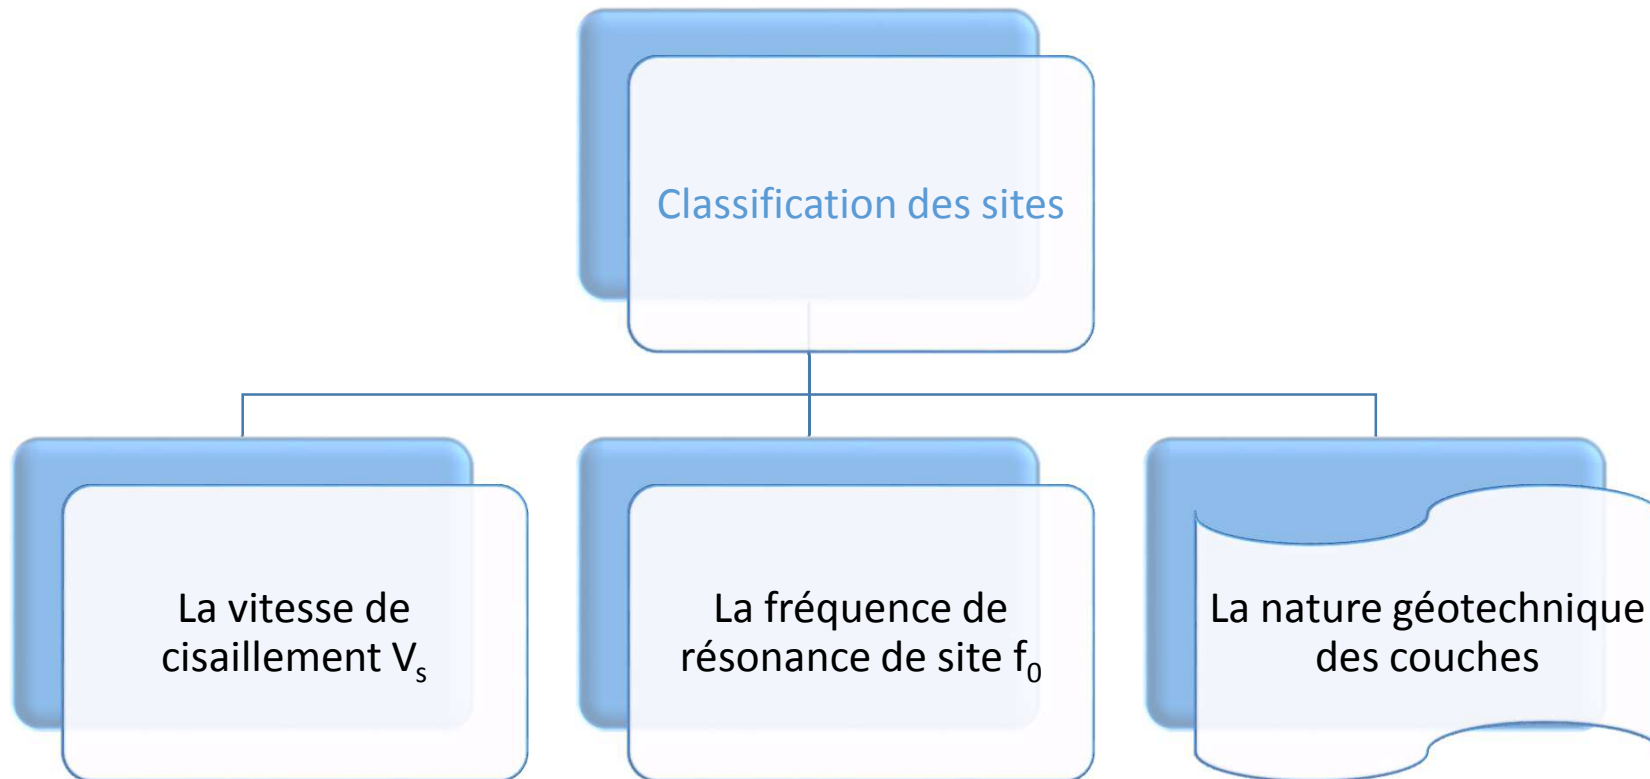 Classification des sites
La vitesse de
cisaillement Vₛ
La fréquence de
résonance de site f₀
La nature géotechnique
des couches